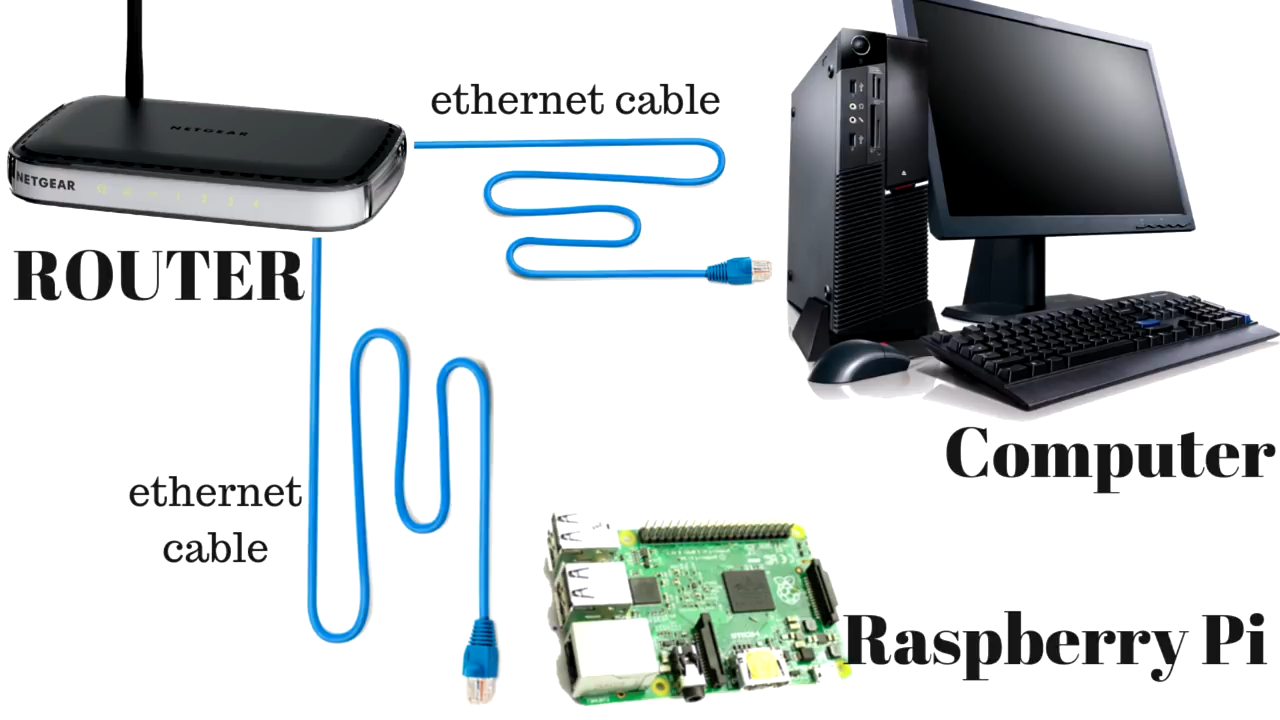 NETGEAR
ethernet cable
NETGEAR
ROUTER
Computer
ethernet
cable
Raspberry Pi